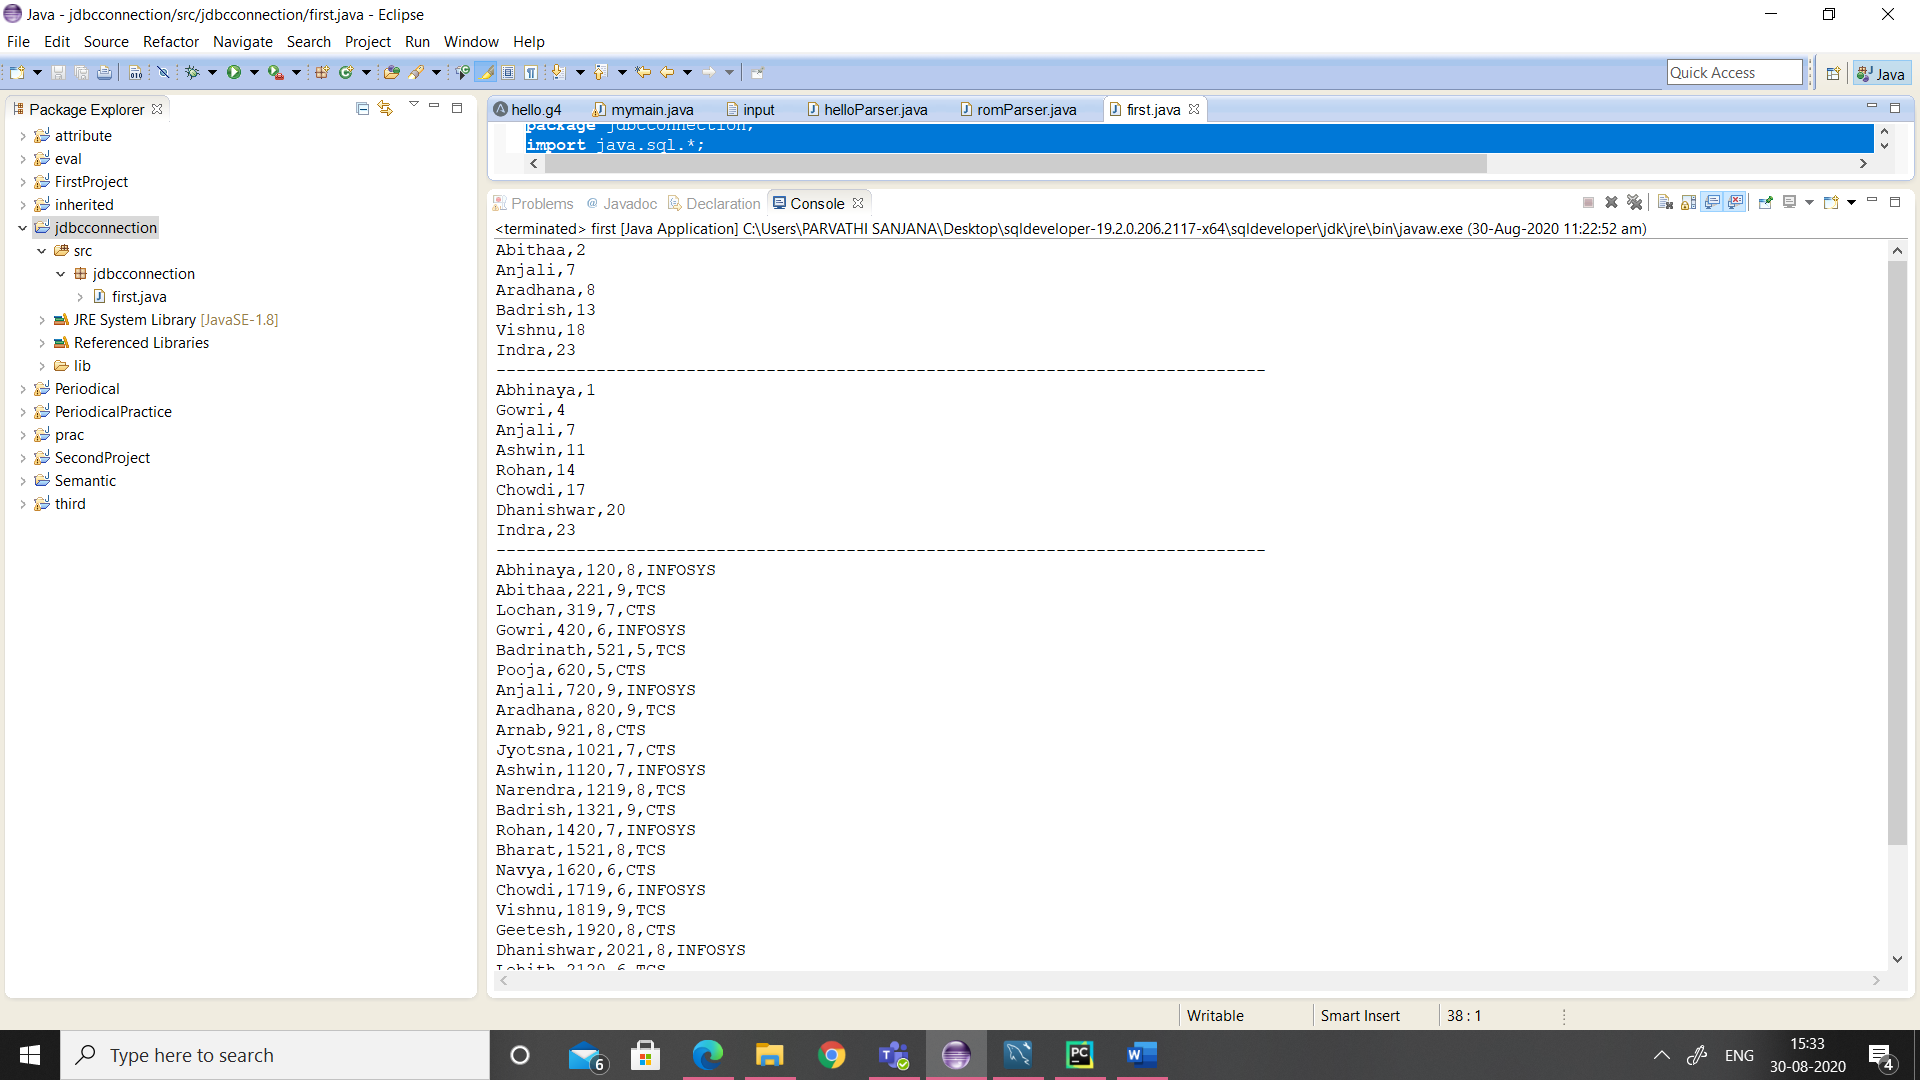 Java - jdbcconnection/src/jdbcconnection/first.java - Eclipse
File Edit Source Refactor Navigate Search Project Run Window Help
Quick Access
Java
Package Explorer
attribute
eval
FirstProject
inherited
jdbcconnection
src
jdbcconnection
first.java
JRE System Library [JavaSE-1.8]
Referenced Libraries
lib
Periodical
PeriodicalPractice
prac
SecondProject
Semantic
third
hello.g4 mymain.java input helloParser.java romParser.java first.java
package jdbcconnection;
import java.sql.*;
Problems @ Javadoc Declaration Console
<terminated> first [Java Application] C:\Users\PARVATHI SANJANA\Desktop\sqldeveloper-19.2.0.206.2117-x64\sqldeveloper\jdk\jre\bin\javaw.exe (30-Aug-2020 11:22:52 am)
Abithaa,2
Anjali,7
Aradhana,8
Badrish,13
Vishnu,18
Indra,23
-----------------------------------------------------------------------------
Abhinaya,1
Gowri,4
Anjali,7
Ashwin,11
Rohan,14
Chowdi,17
Dhanishwar,20
Indra,23
-----------------------------------------------------------------------------
Abhinaya,120,8,INFOSYS
Abithaa,221,9,TCS
Lochan,319,7,CTS
Gowri,420,6,INFOSYS
Badrinath,521,5,TCS
Pooja,620,5,CTS
Anjali,720,9,INFOSYS
Aradhana,820,9,TCS
Arnab,921,8,CTS
Jyotsna,1021,7,CTS
Ashwin,1120,7,INFOSYS
Narendra,1219,8,TCS
Badrish,1321,9,CTS
Rohan,1420,7,INFOSYS
Bharat,1521,8,TCS
Navya,1620,6,CTS
Chowdi,1719,6,INFOSYS
Vishnu,1819,9,TCS
Geetesh,1920,8,CTS
Dhanishwar,2021,8,INFOSYS
Lohith,2120,6,TCS
Writable Smart Insert 38 : 1
Type here to search
6
PC
W
ENG
15:33
30-08-2020
4